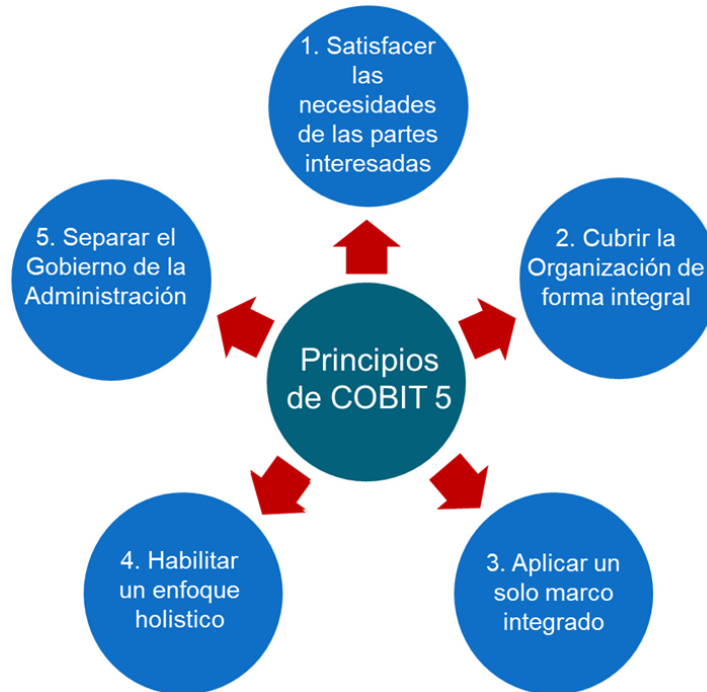 1. Satisfacer
las
necesidades
de las partes
interesadas
5. Separar el
Gobierno de la
Administración
2. Cubrir la
Organización de
forma integral
Principios
de COBIT 5
4. Habilitar
un enfoque
holistico
3. Aplicar un
solo marco
integrado